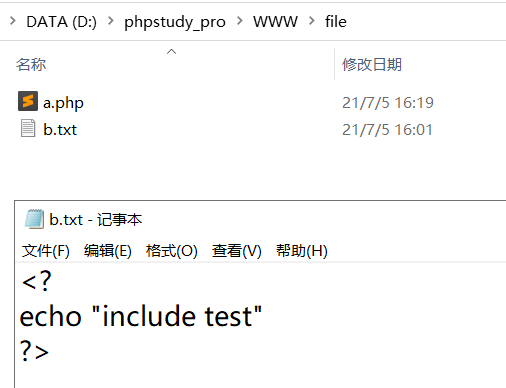 DATA (D:) > phpstudy_pro > WWW > file
名称 修改日期
a.php 21/7/5 16:19
b.txt 21/7/5 16:01
b.txt - 记事本
文件(F) 编辑(E) 格式(O) 查看(V) 帮助(H)
<?
echo "include test"
?>